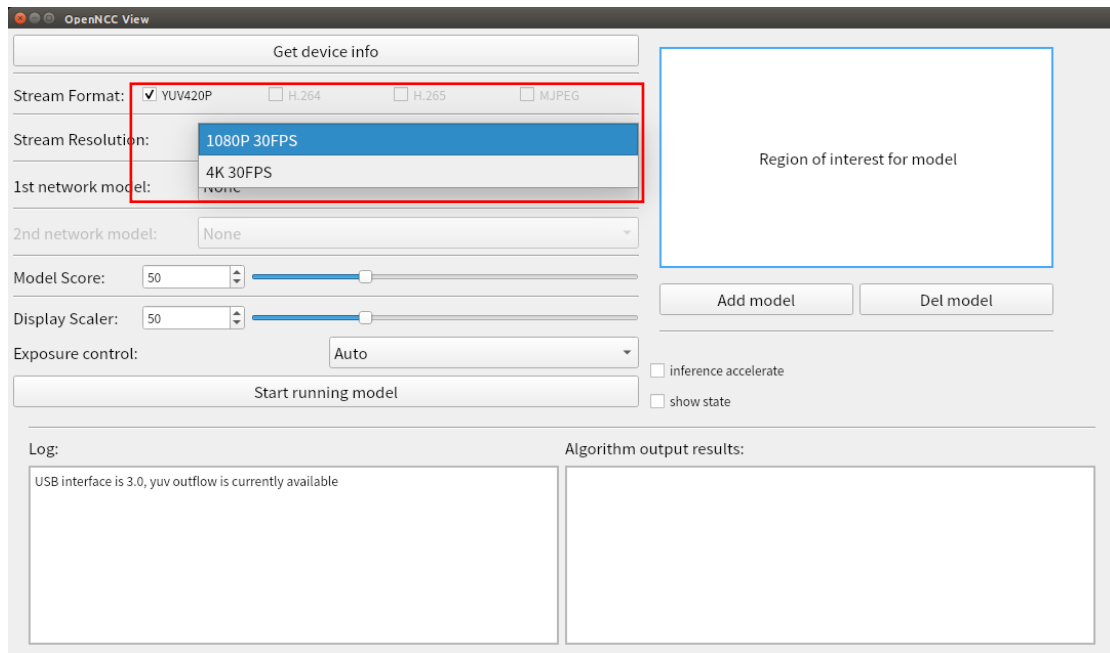 OpenNCC View
Get device info
Stream Format: YUV420P H.264 H.265 MJPEG
Stream Resolution:
1080P 30FPS
4K 30FPS
1st network model: None
2nd network model: None
Model Score: 50
Display Scaler: 50
Exposure control: Auto
Start running model
Region of interest for model
Add model Del model
inference accelerate
show state
Log:
USB interface is 3.0, yuv outflow is currently available
Algorithm output results: